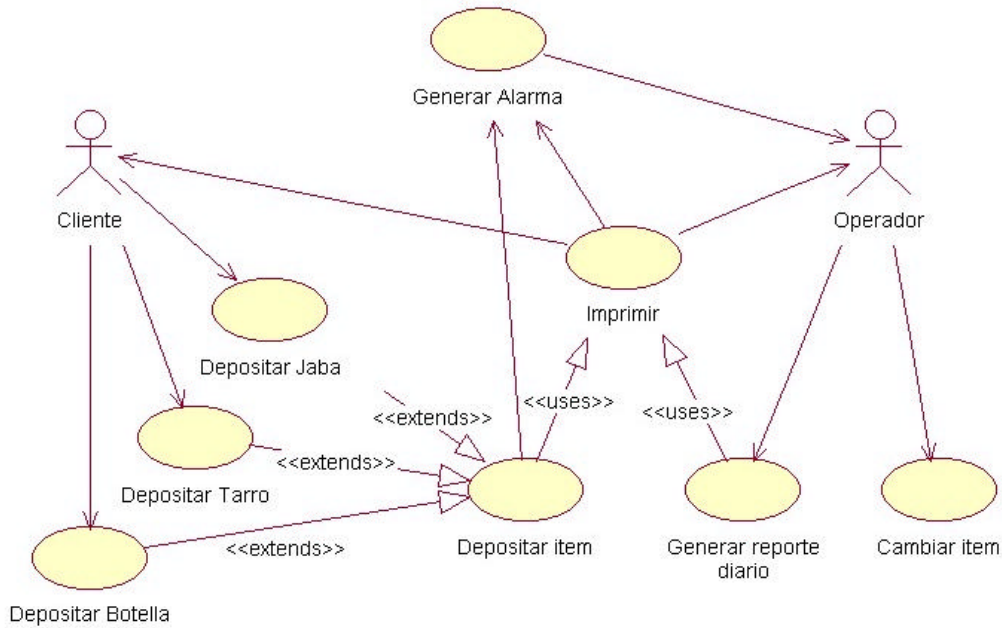 Generar Alarma
Cliente
Operador
Imprimir
Depositar Jaba
<<extends>>
<<uses>>
<<uses>>
<<extends>>
Depositar Tarro
<<extends>>
Depositar item
Generar reporte
diario
Cambiar item
Depositar Botella